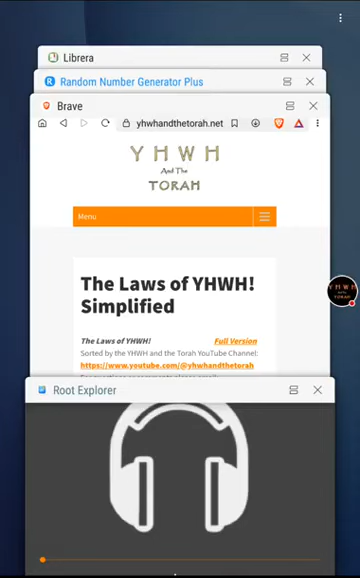 Librera
Random Number Generator Plus
Brave
yhwhandthetorah.net
Y H W H
And The
TORAH
Menu
The Laws of YHWH!
Simplified
The Laws of YHWH! Full Version
Sorted by the YHWH and the Torah YouTube Channel:
https://www.youtube.com/@yhwhandthetorah
Root Explorer